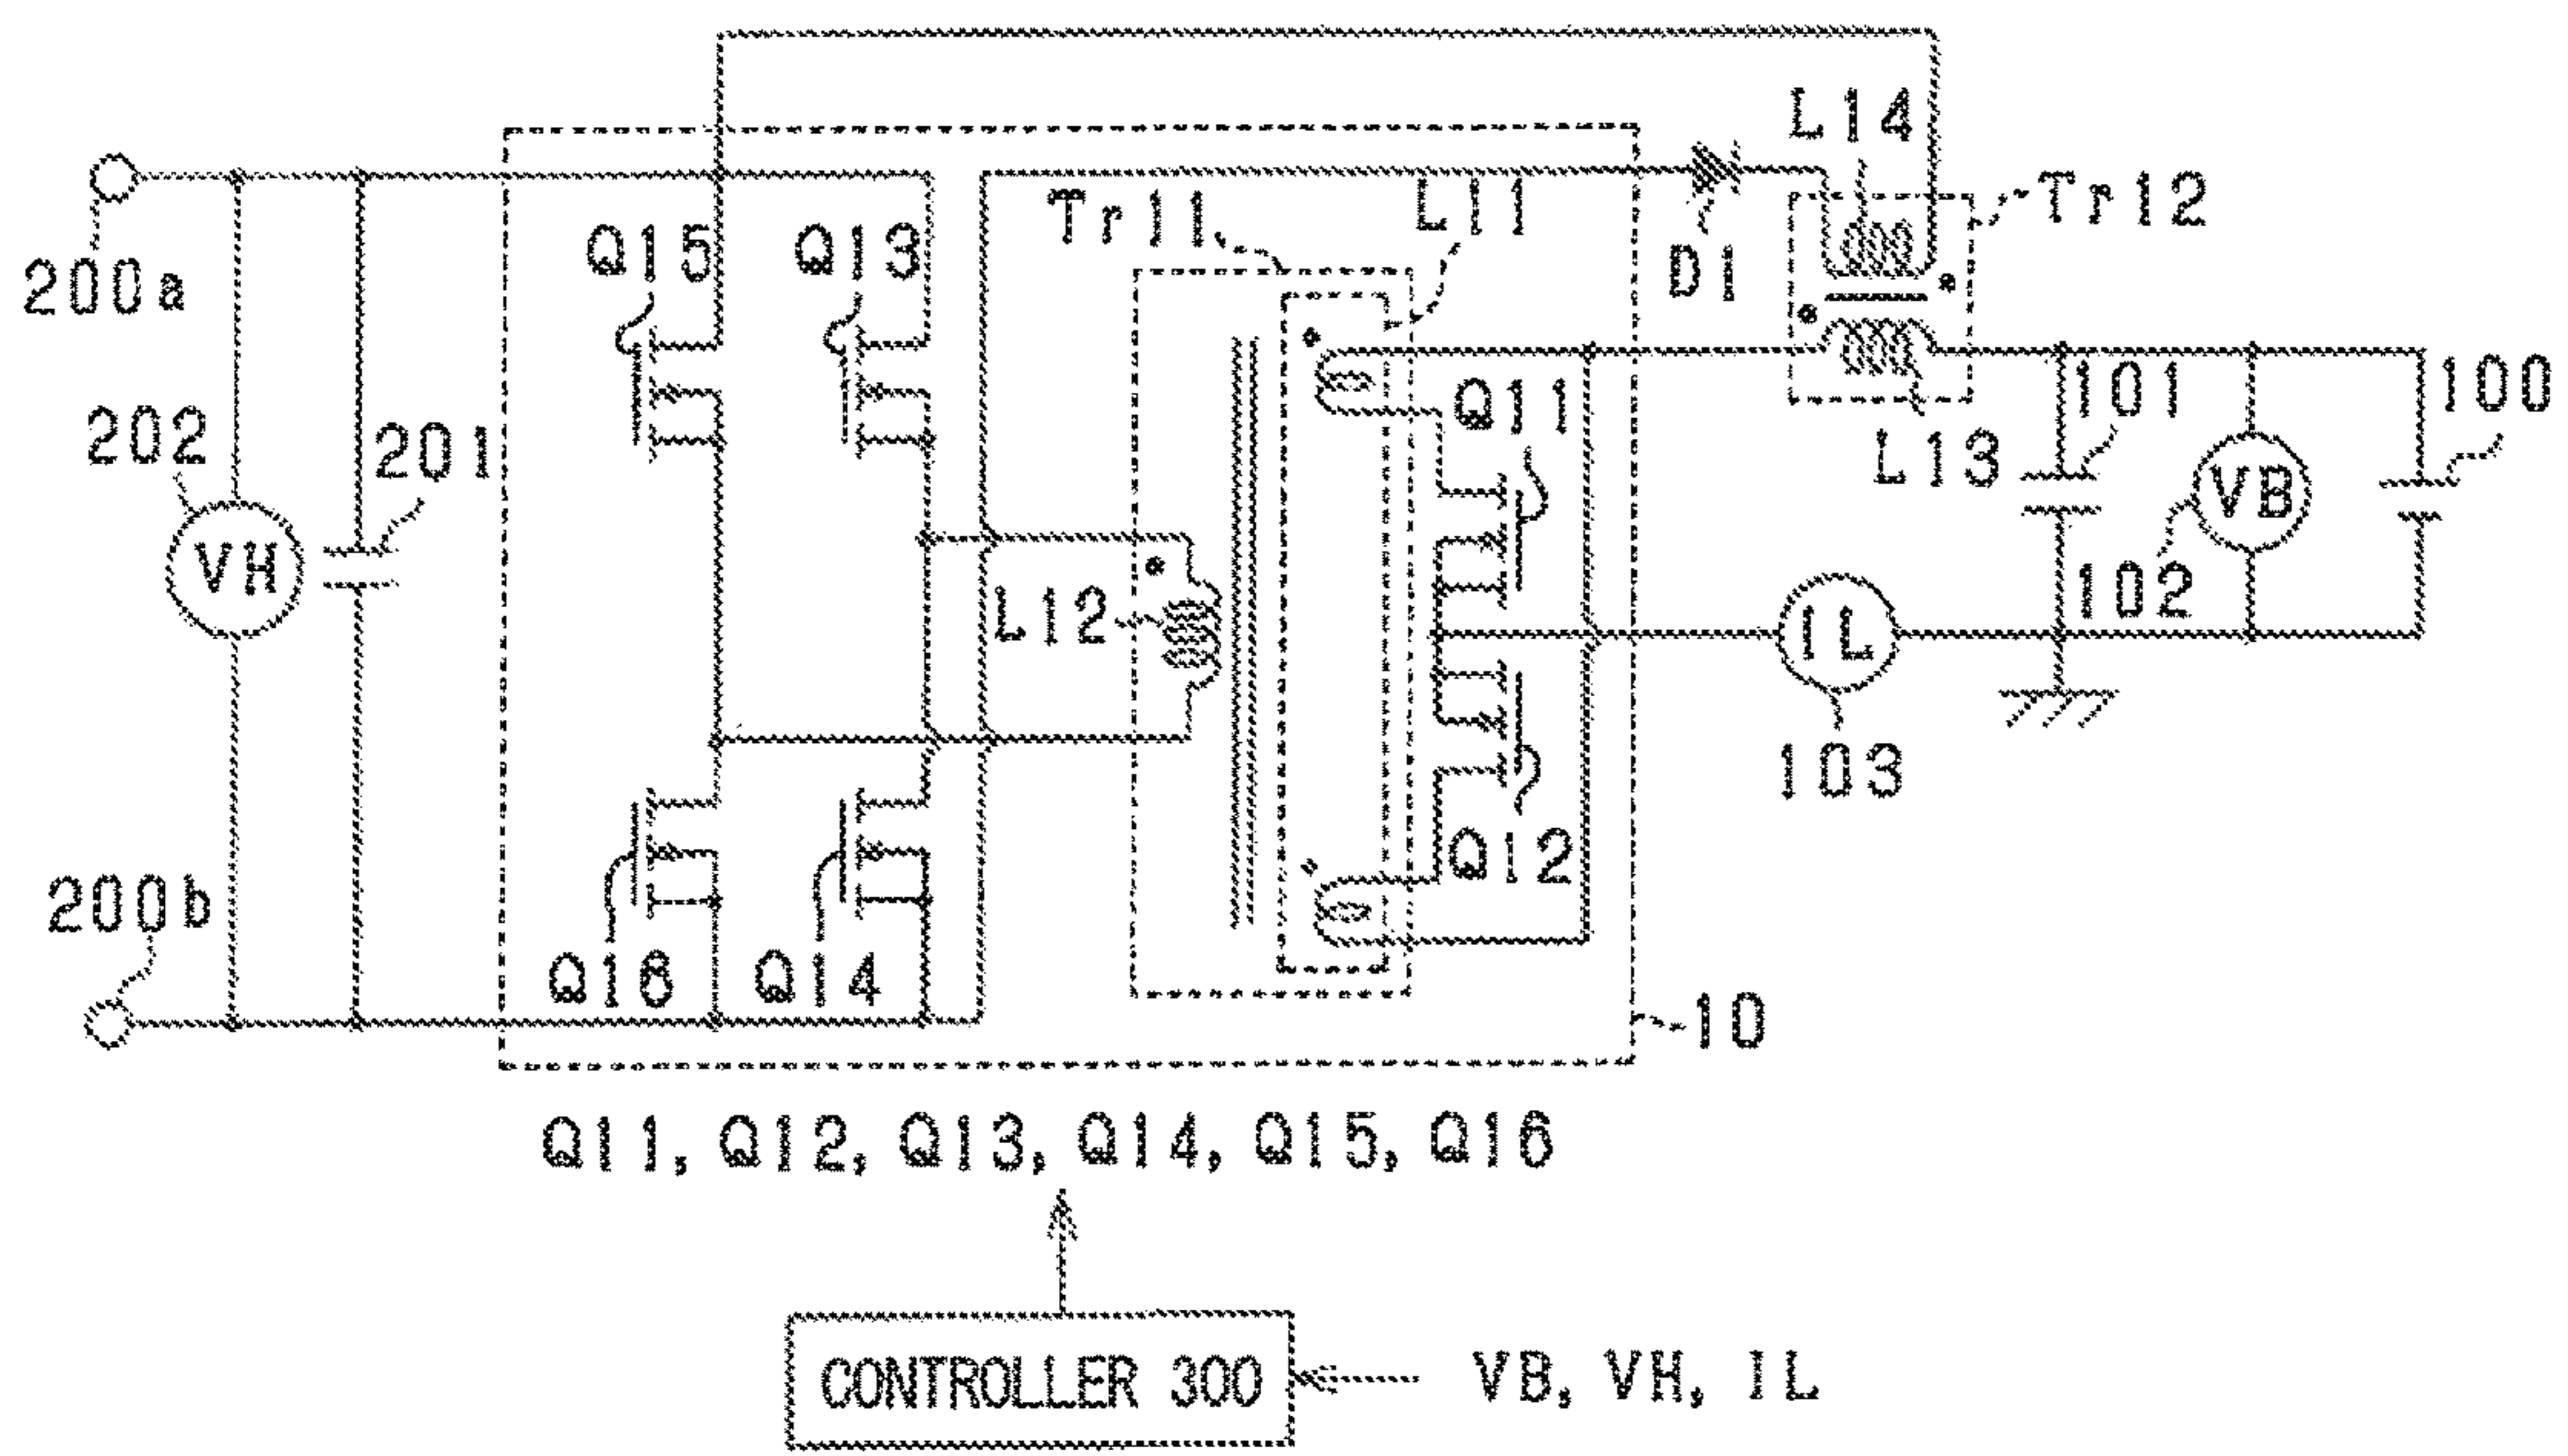 L14
Tr12
Tr11
L11
Q15
Q13
D1
200a
202
201
Q11
101
100
L13
VH
VB
L12
102
IL
103
Q12
200b
Q16
Q14
10
Q11, Q12, Q13, Q14, Q15, Q16
CONTROLLER 300
VB, VH, IL